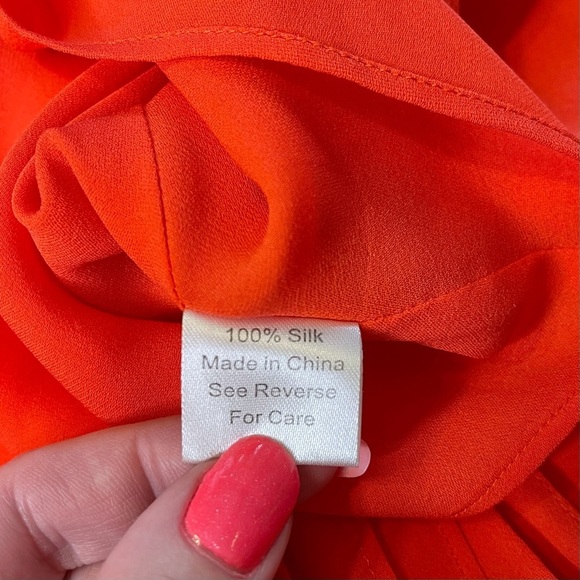 100% Silk
Made in China
See Reverse
For Care